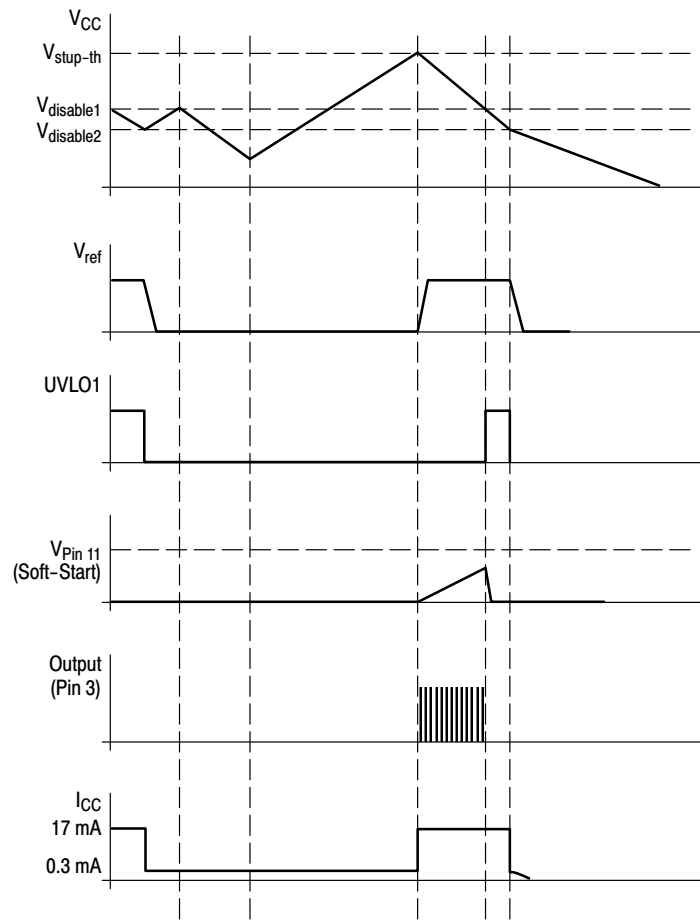 VCC
Vstup-th
Vdisable1
Vdisable2
Vref
UVLO1
VPin 11
(Soft-Start)
Output
(Pin 3)
ICC
17 mA
0.3 mA